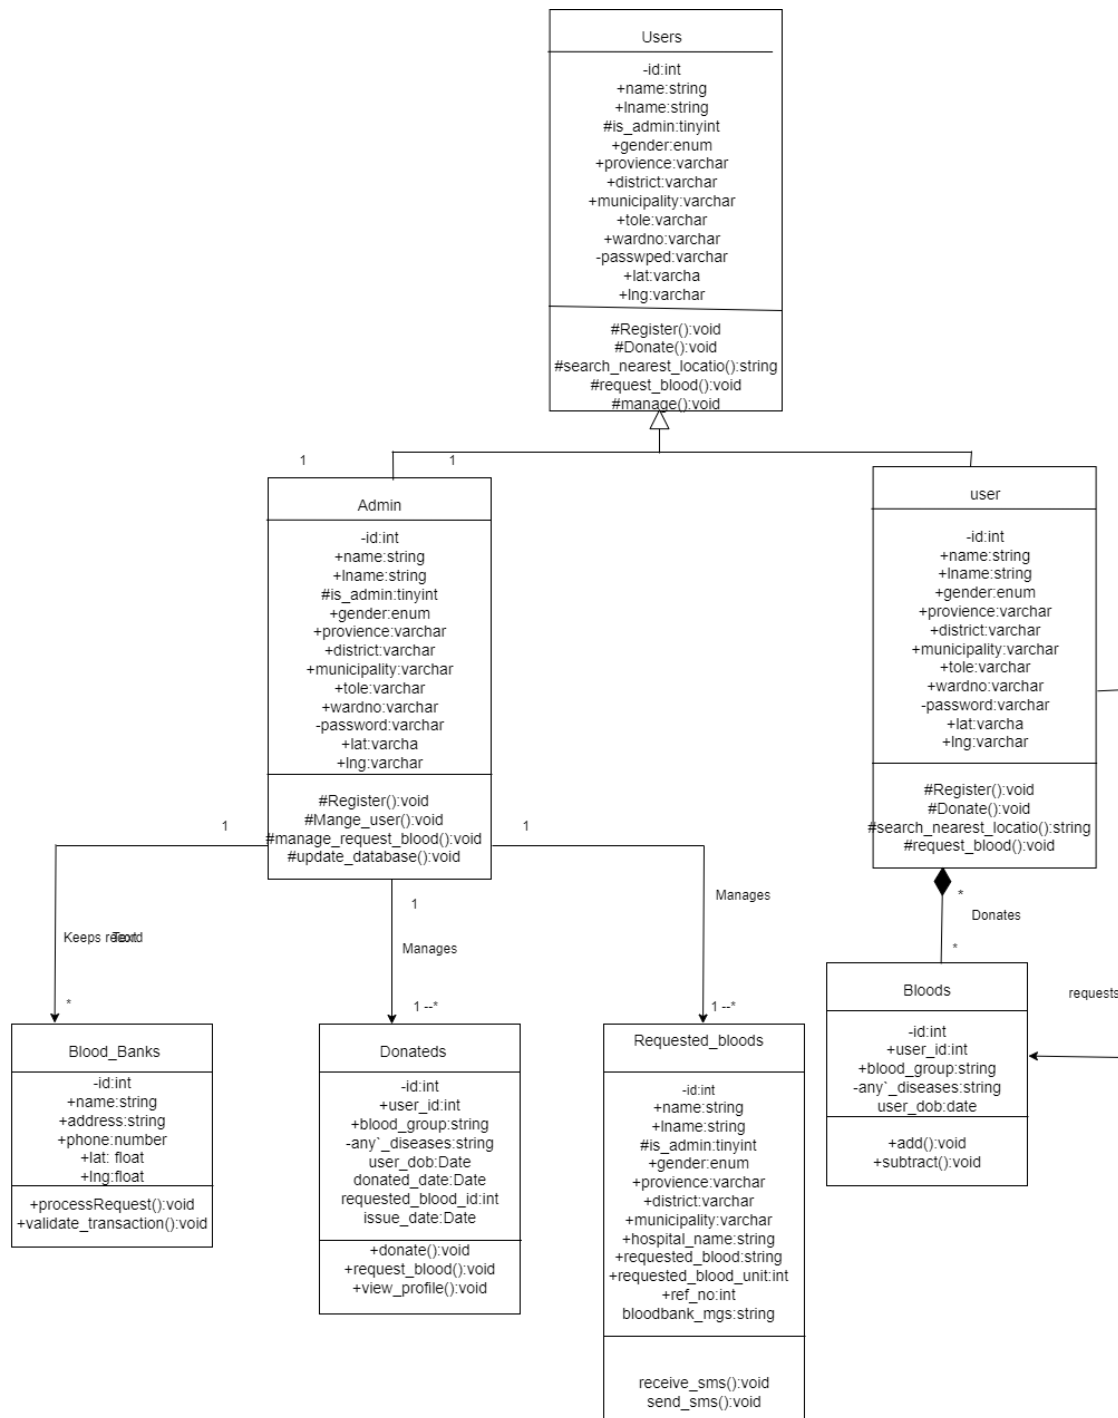 Users
-id:int
+name:string
+lname:string
#is_admin:tinyint
+gender:enum
+provience:varchar
+district:varchar
+municipality:varchar
+tole:varchar
+wardno:varchar
-passwped:varchar
+lat:varcha
+lng:varchar
#Register():void
#Donate():void
#search_nearest_locatio():string
#request_blood():void
#manage():void
1
1
Admin
-id:int
+name:string
+lname:string
#is_admin:tinyint
+gender:enum
+provience:varchar
+district:varchar
+municipality:varchar
+tole:varchar
+wardno:varchar
-password:varchar
+lat:varcha
+lng:varchar
#Register():void
#Mange_user():void
#manage_request_blood():void
#update_database():void
user
-id:int
+name:string
+lname:string
+gender:enum
+provience:varchar
+district:varchar
+municipality:varchar
+tole:varchar
+wardno:varchar
-password:varchar
+lat:varcha
+lng:varchar
#Register():void
#Donate():void
#search_nearest_locatio():string
#request_blood():void
1
1
1
Keeps
Text
Manages
Manages
*
Donates
*
requests
*
1 --*
1 --*
Blood_Banks
-id:int
+name:string
+address:string
+phone:number
+lat: float
+lng:float
+processRequest():void
+validate_transaction():void
Donateds
-id:int
+user_id:int
+blood_group:string
-any`_diseases:string
user_dob:Date
donated_date:Date
requested_blood_id:int
issue_date:Date
+donate():void
+request_blood():void
+view_profile():void
Requested_bloods
-id:int
+name:string
+lname:string
#is_admin:tinyint
+gender:enum
+provience:varchar
+district:varchar
+municipality:varchar
+hospital_name:string
+requested_blood:string
+requested_blood_unit:int
+ref_no:int
bloodbank_mgs:string
receive_sms():void
send_sms():void
Bloods
-id:int
+user_id:int
+blood_group:string
-any`_diseases:string
user_dob:date
+add():void
+subtract():void